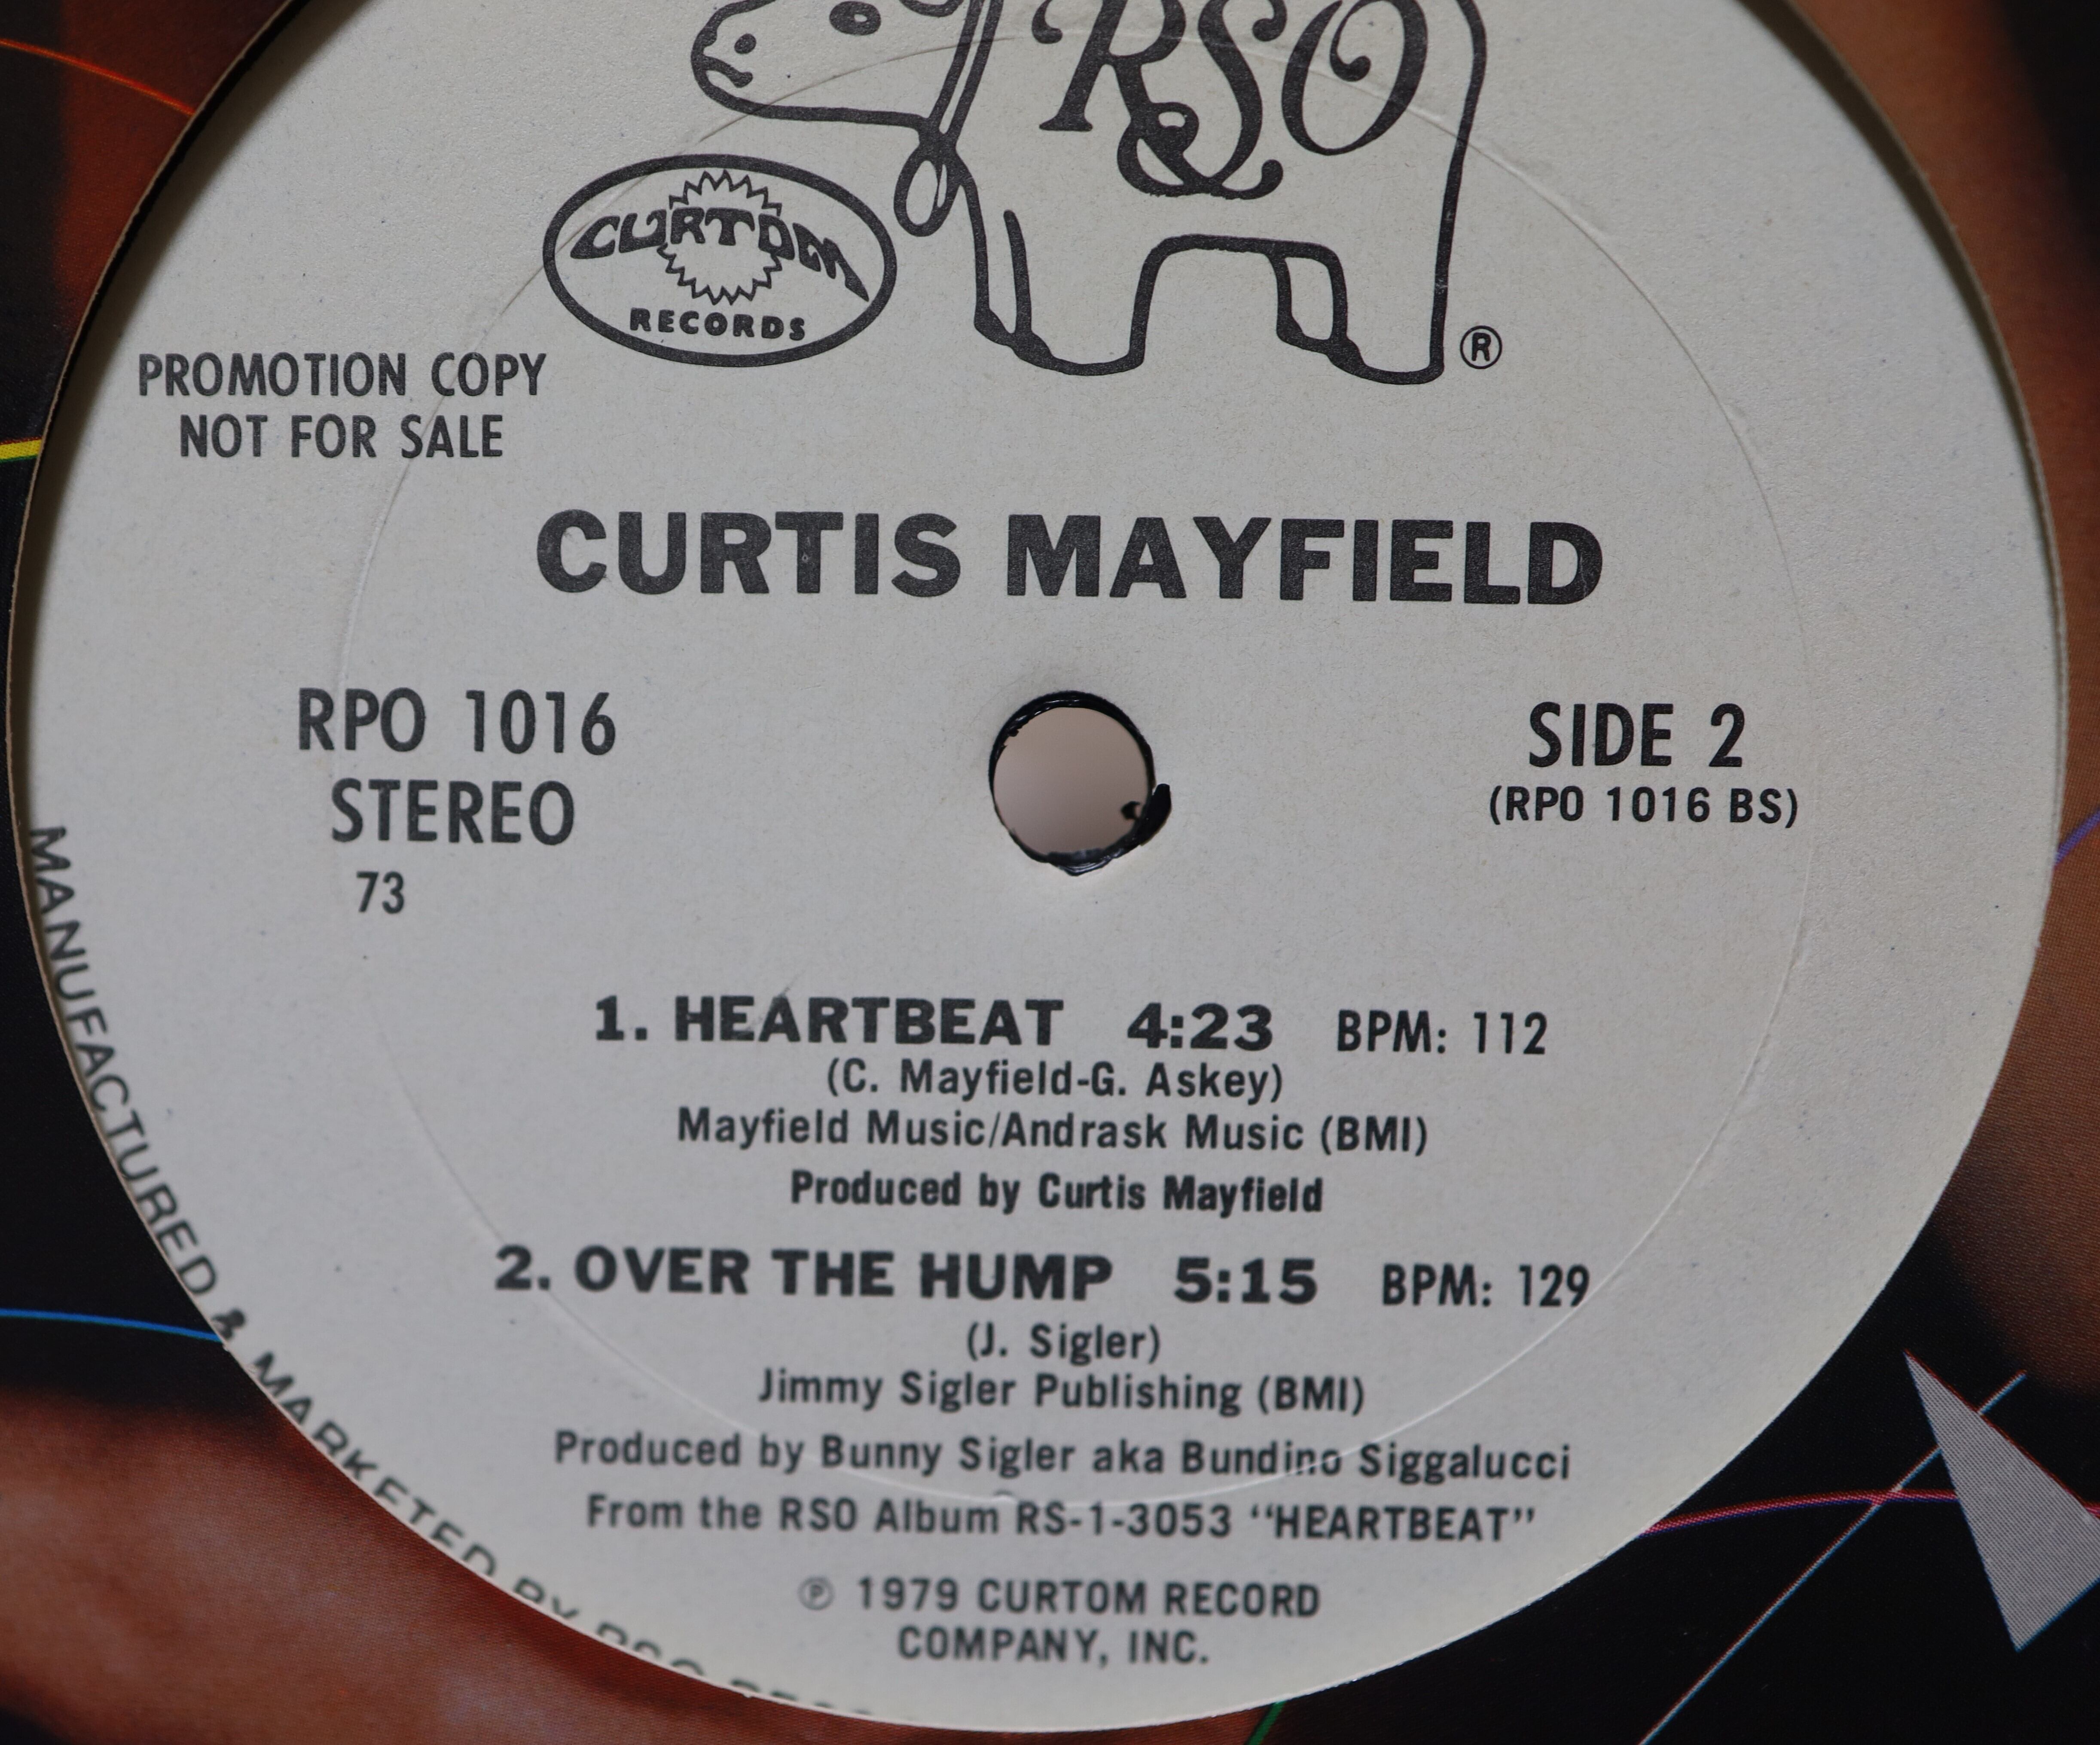 RSO
®
CURTOM
RECORDS
PROMOTION COPY
NOT FOR SALE
CURTIS MAYFIELD
RPO 1016
STEREO
73
SIDE 2
(RPO 1016 BS)
1. HEARTBEAT 4:23 BPM: 112
(C. Mayfield-G. Askey)
Mayfield Music/Andrask Music (BMI)
Produced by Curtis Mayfield
2. OVER THE HUMP 5:15 BPM: 129
(J. Sigler)
Jimmy Sigler Publishing (BMI)
Produced by Bunny Sigler aka Bundino Siggalucci
From the RSO Album RS-1-3053 "HEARTBEAT"
℗ 1979 CURTOM RECORD
COMPANY, INC.
MANUFACTURED & MARKETED BY RSO